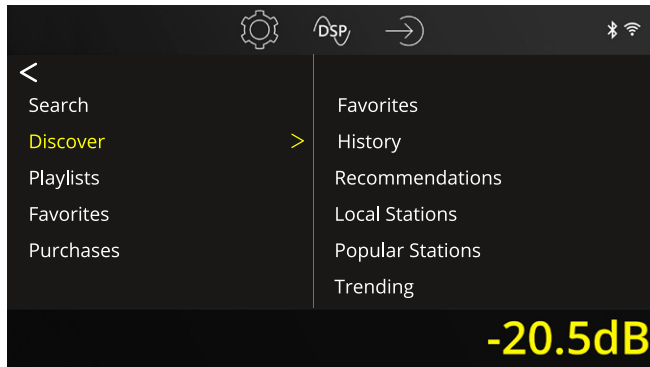 DSP
<
Search
Discover >
Playlists
Favorites
Purchases
Favorites
History
Recommendations
Local Stations
Popular Stations
Trending
-20.5dB